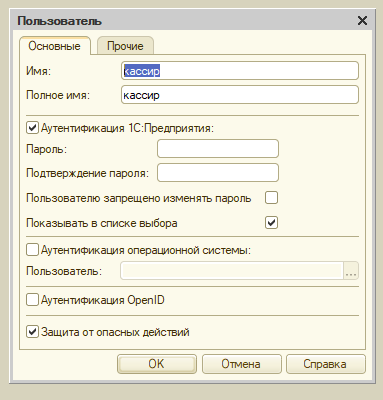 Пользователь
Основные Прочие
Имя: кассир
Полное имя: кассир
Аутентификация 1С:Предприятия:
Пароль:
Подтверждение пароля:
Пользователю запрещено изменять пароль
Показывать в списке выбора
Аутентификация операционной системы:
Пользователь: ...
Аутентификация OpenID
Защита от опасных действий
OK Отмена Справка